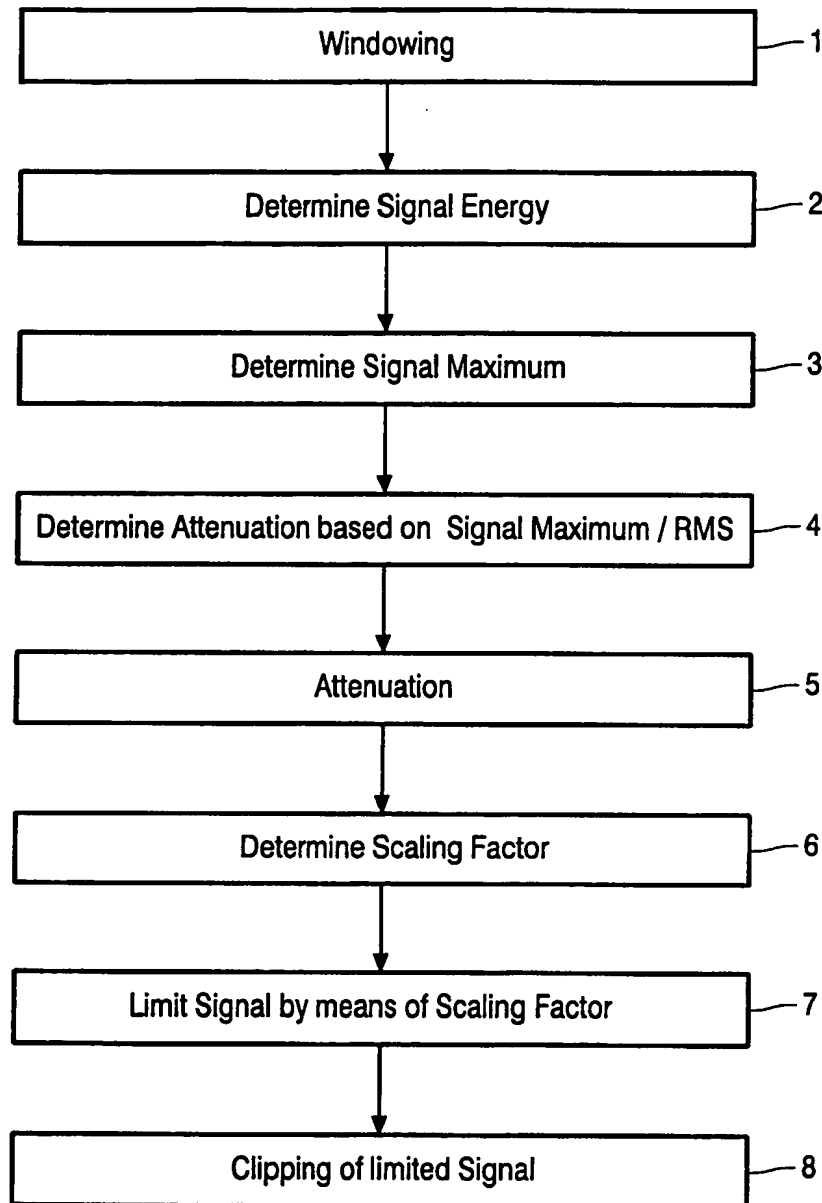 Windowing 1
Determine Signal Energy 2
Determine Signal Maximum 3
Determine Attenuation based on Signal Maximum / RMS 4
Attenuation 5
Determine Scaling Factor 6
Limit Signal by means of Scaling Factor 7
Clipping of limited Signal 8